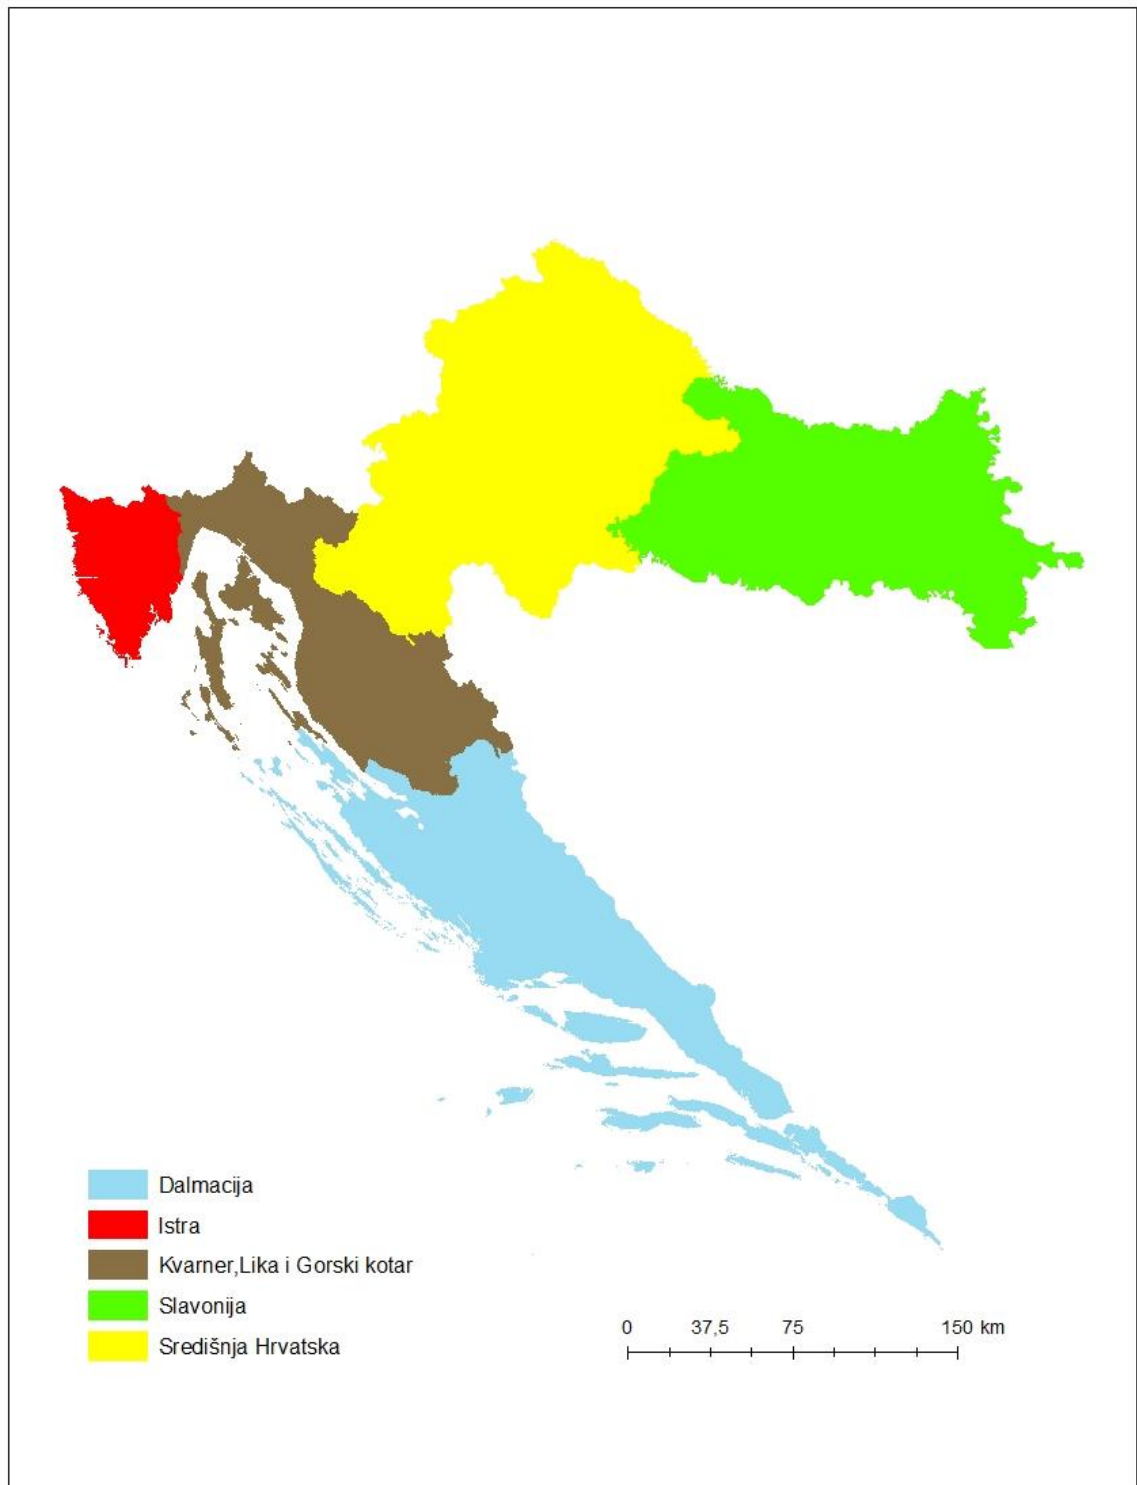 Dalmacija
Istra
Kvarner,Lika i Gorski kotar
Slavonija
Središnja Hrvatska
0 37,5 75 150 km